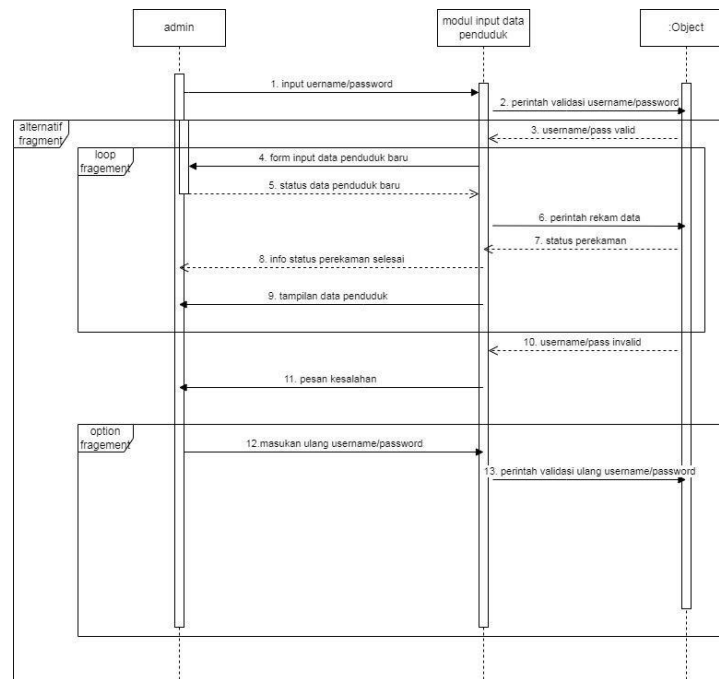 admin
modul input data
penduduk
:Object
1. input uername/password
2. perintah validasi username/password
alternatif
fragment
3. username/pass valid
loop
fragement
4. form input data penduduk baru
5. status data penduduk baru
6. perintah rekam data
7. status perekaman
8. info status perekaman selesai
9. tampilan data penduduk
10. username/pass invalid
11. pesan kesalahan
option
fragement
12.masukan ulang username/password
13. perintah validasi ulang username/password